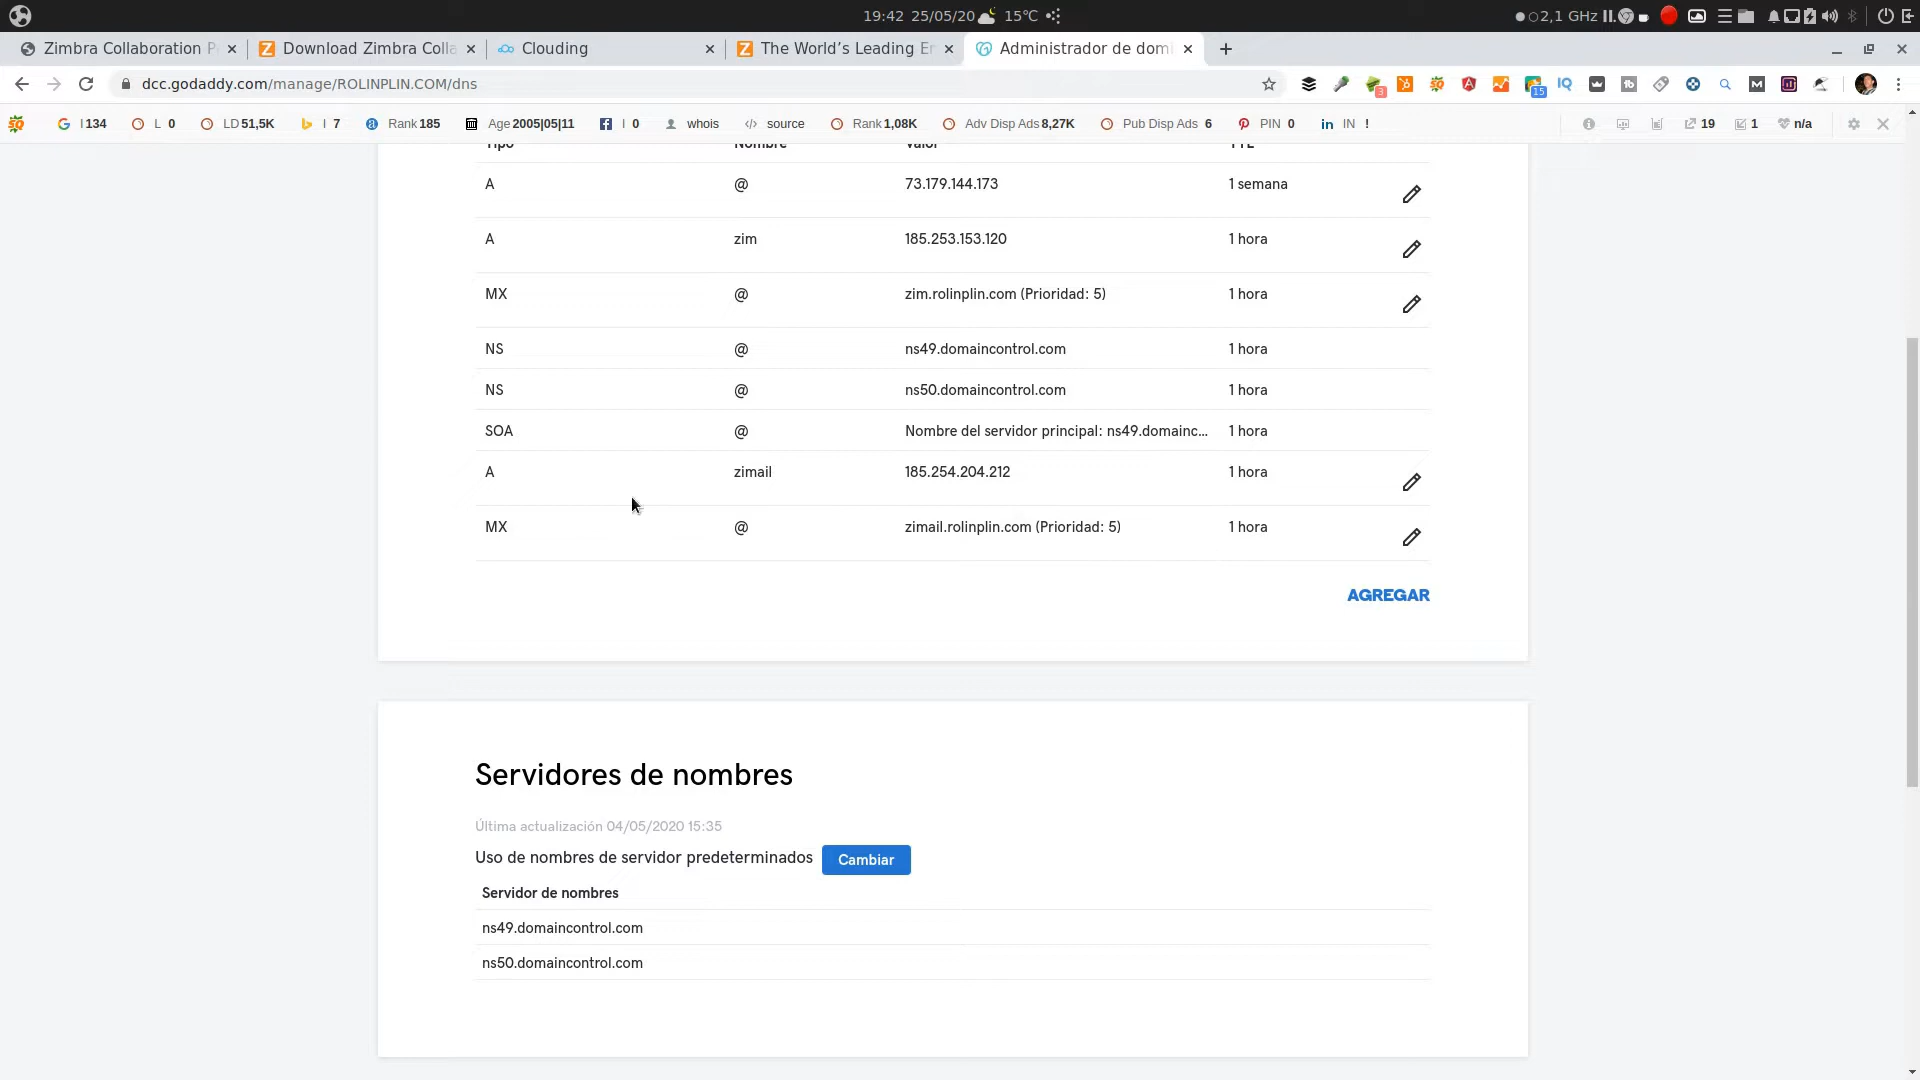 19:42 25/05/20 15°C 2,1 GHz
Zimbra Collaboration P Download Zimbra Colla Clouding The World's Leading Er Administrador de dom
dcc.godaddy.com/manage/ROLINPLIN.COM/dns 3 15
I 134 L 0 LD 51,5K I 7 Rank 185 Age 2005|05|11 I 0 whois source Rank 1,08K Adv Disp Ads 8,27K Pub Disp Ads 6 PIN 0 IN ! 19 1 n/a
Tipo Nombre Valor TTL
A @ 73.179.144.173 1 semana
A zim 185.253.153.120 1 hora
MX @ zim.rolinplin.com (Prioridad: 5) 1 hora
NS @ ns49.domaincontrol.com 1 hora
NS @ ns50.domaincontrol.com 1 hora
SOA @ Nombre del servidor principal: ns49.domainc... 1 hora
A zimail 185.254.204.212 1 hora
MX @ zimail.rolinplin.com (Prioridad: 5) 1 hora
AGREGAR
Servidores de nombres
Última actualización 04/05/2020 15:35
Uso de nombres de servidor predeterminados Cambiar
Servidor de nombres
ns49.domaincontrol.com
ns50.domaincontrol.com